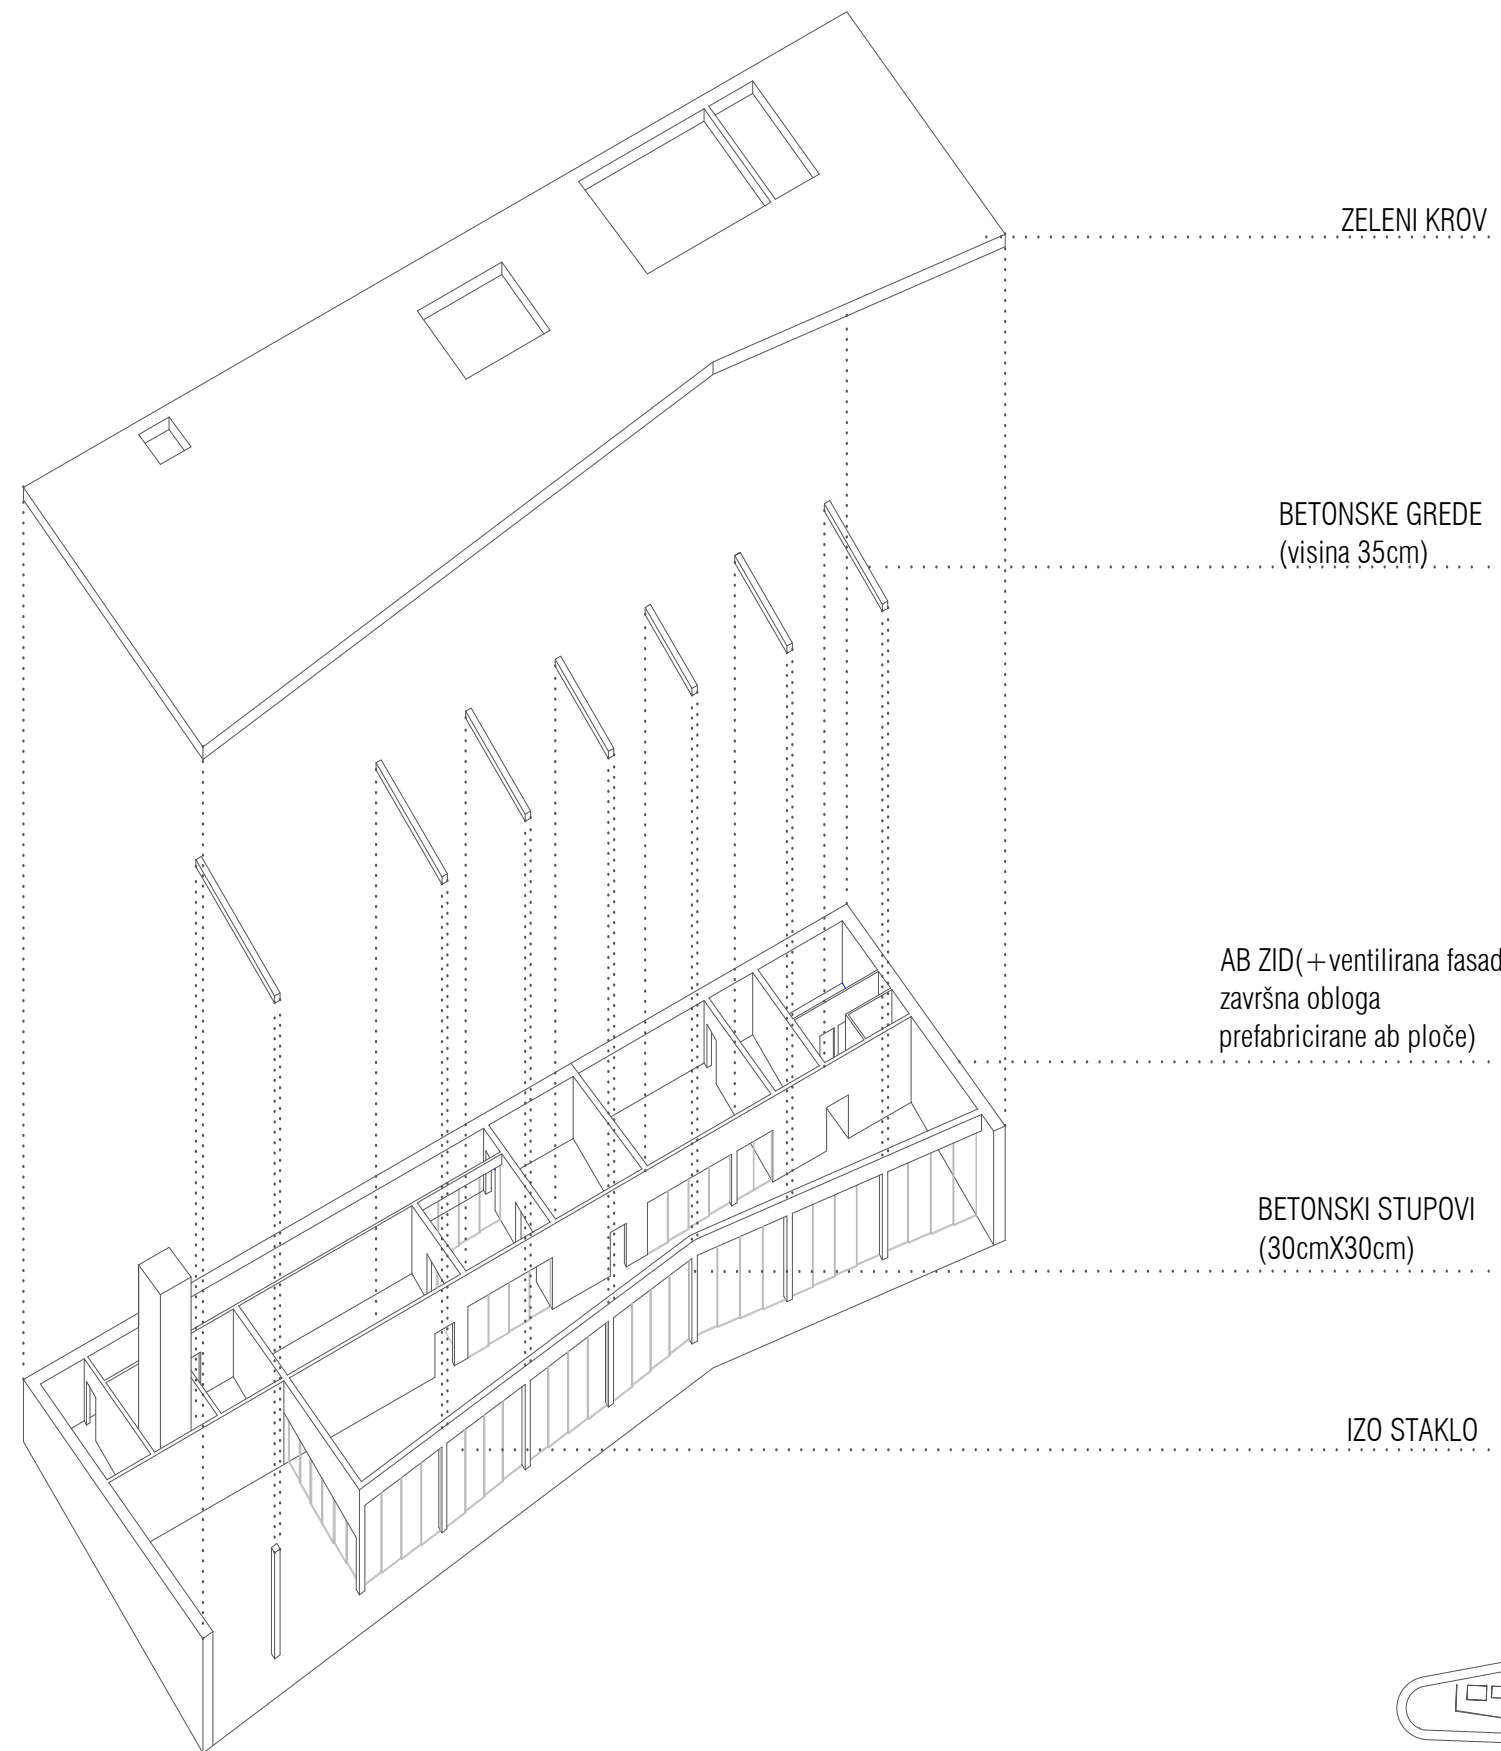 ZELENI KROV
BETONSKE GREDE
(visina 35cm)
AB ZID(+ventilirana fasad
završna obloga
prefabricirane ab ploče)
BETONSKI STUPOVI
(30cmX30cm)
IZO STAKLO